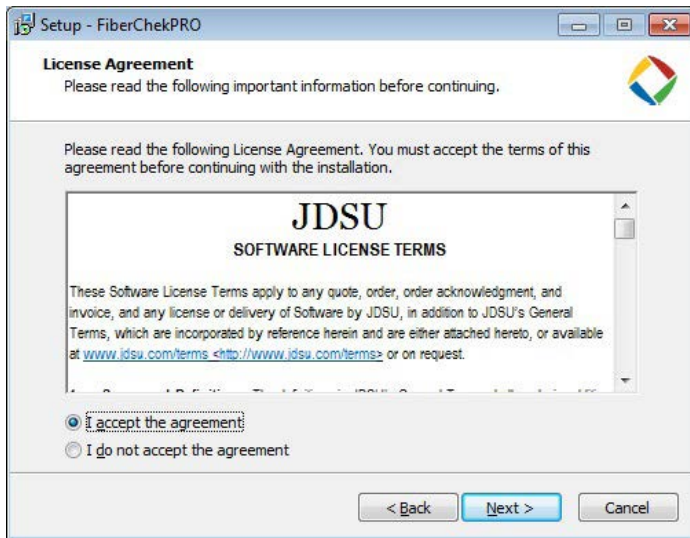 Setup - FiberChekPRO
License Agreement
Please read the following important information before continuing.
Please read the following License Agreement. You must accept the terms of this
agreement before continuing with the installation.
JDSU
SOFTWARE LICENSE TERMS
These Software License Terms apply to any quote, order, order acknowledgment, and
invoice, and any license or delivery of Software by JDSU, in addition to JDSU's General
Terms, which are incorporated by reference herein and are either attached hereto, or available
at www.jdsu.com/terms <http://www.jdsu.com/terms> or on request.
I accept the agreement
I do not accept the agreement
< Back
Next >
Cancel